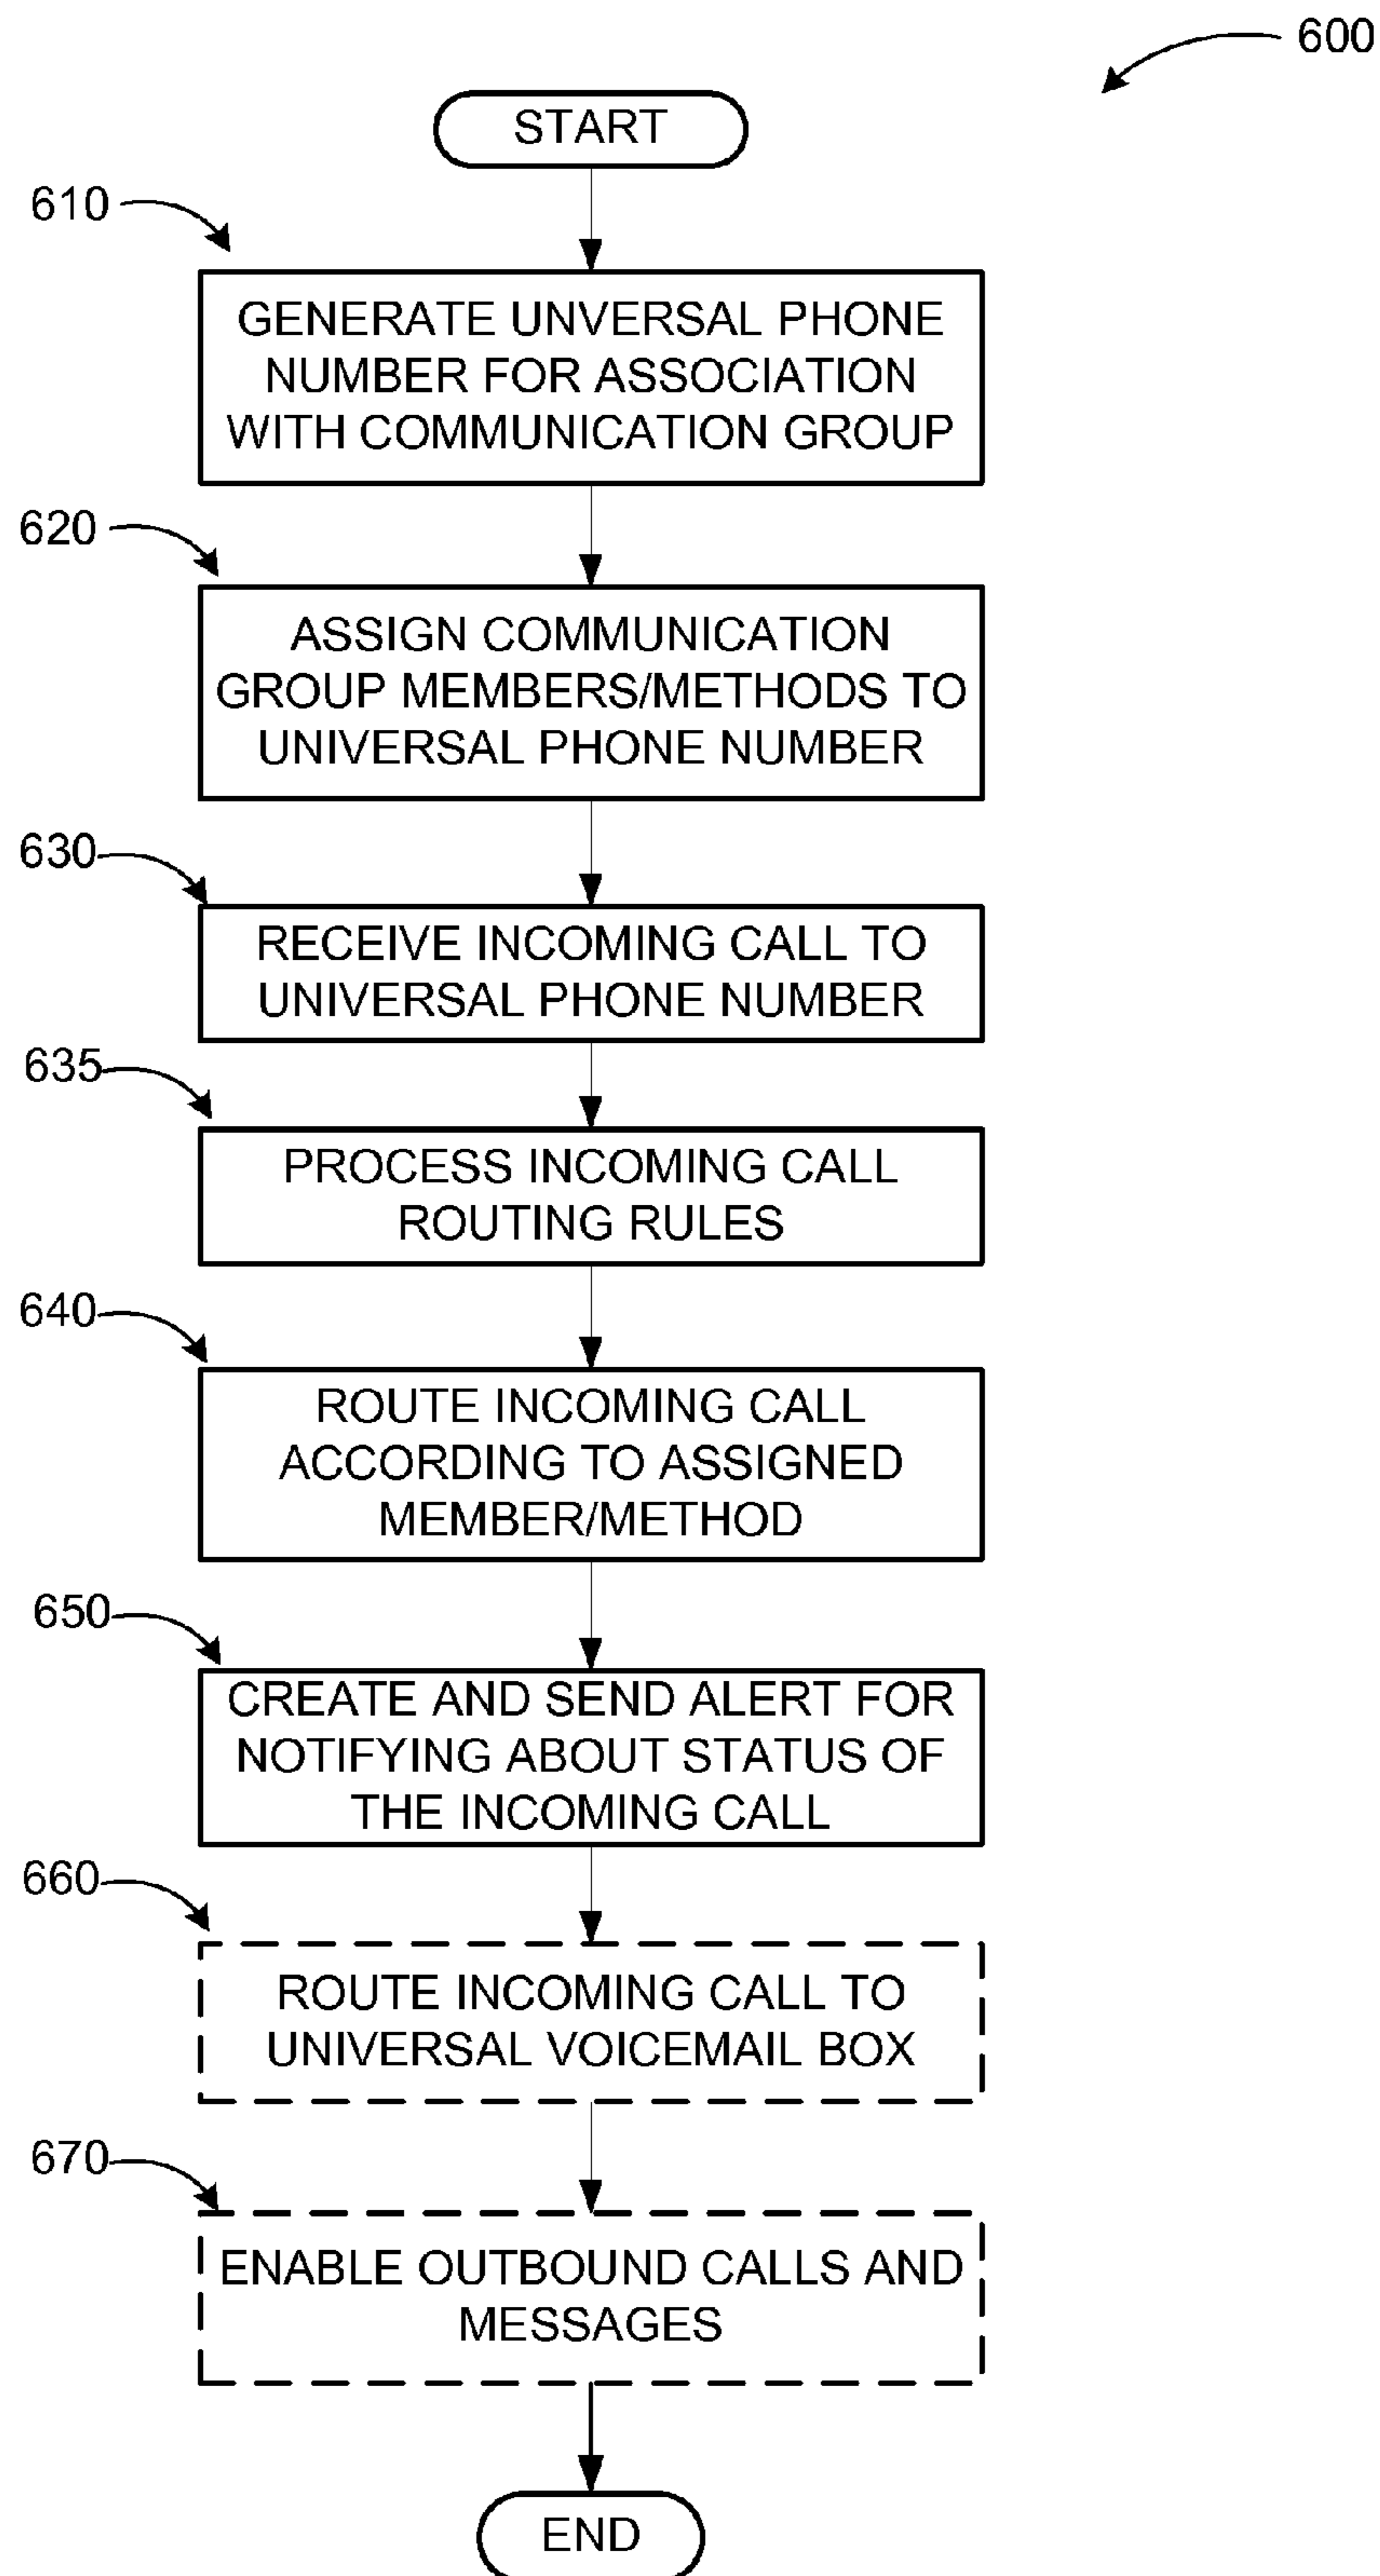 600
START
610
GENERATE UNVERSAL PHONE
NUMBER FOR ASSOCIATION
WITH COMMUNICATION GROUP
620
ASSIGN COMMUNICATION
GROUP MEMBERS/METHODS TO
UNIVERSAL PHONE NUMBER
630
RECEIVE INCOMING CALL TO
UNIVERSAL PHONE NUMBER
635
PROCESS INCOMING CALL
ROUTING RULES
640
ROUTE INCOMING CALL
ACCORDING TO ASSIGNED
MEMBER/METHOD
650
CREATE AND SEND ALERT FOR
NOTIFYING ABOUT STATUS OF
THE INCOMING CALL
660
ROUTE INCOMING CALL TO
UNIVERSAL VOICEMAIL BOX
670
ENABLE OUTBOUND CALLS AND
MESSAGES
END